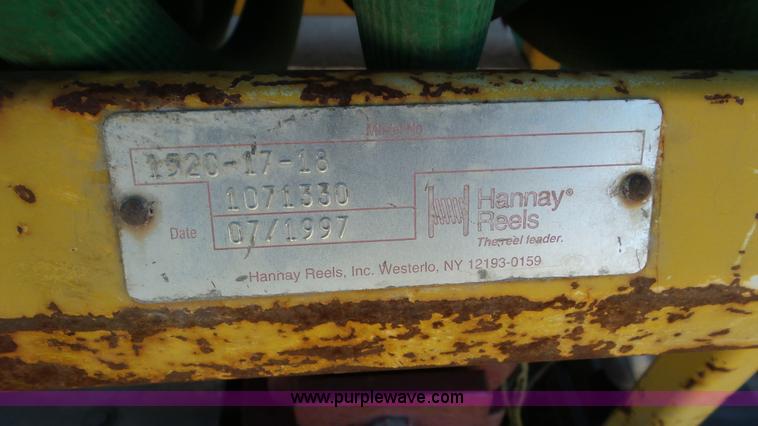 Model No.
1520-17-18
1071330
Date 07/1997
Hannay® Reels
The reel leader.
Hannay Reels, Inc. Westerlo, NY 12193-0159
www.purplewave.com